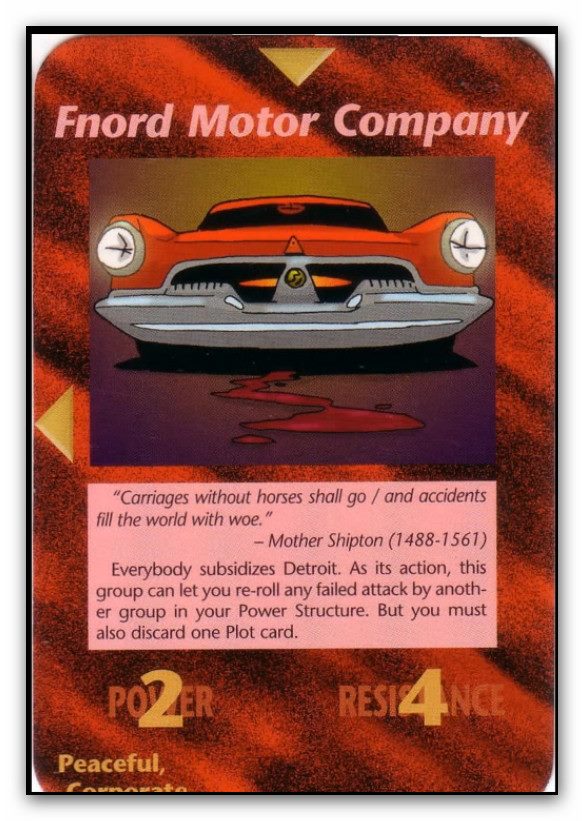 Fnord Motor Company
“Carriages without horses shall go / and accidents
fill the world with woe.”
– Mother Shipton (1488-1561)
Everybody subsidizes Detroit. As its action, this
group can let you re-roll any failed attack by anoth-
er group in your Power Structure. But you must
also discard one Plot card.
POWER 2 RESISTANCE 4
Peaceful,
Corporate